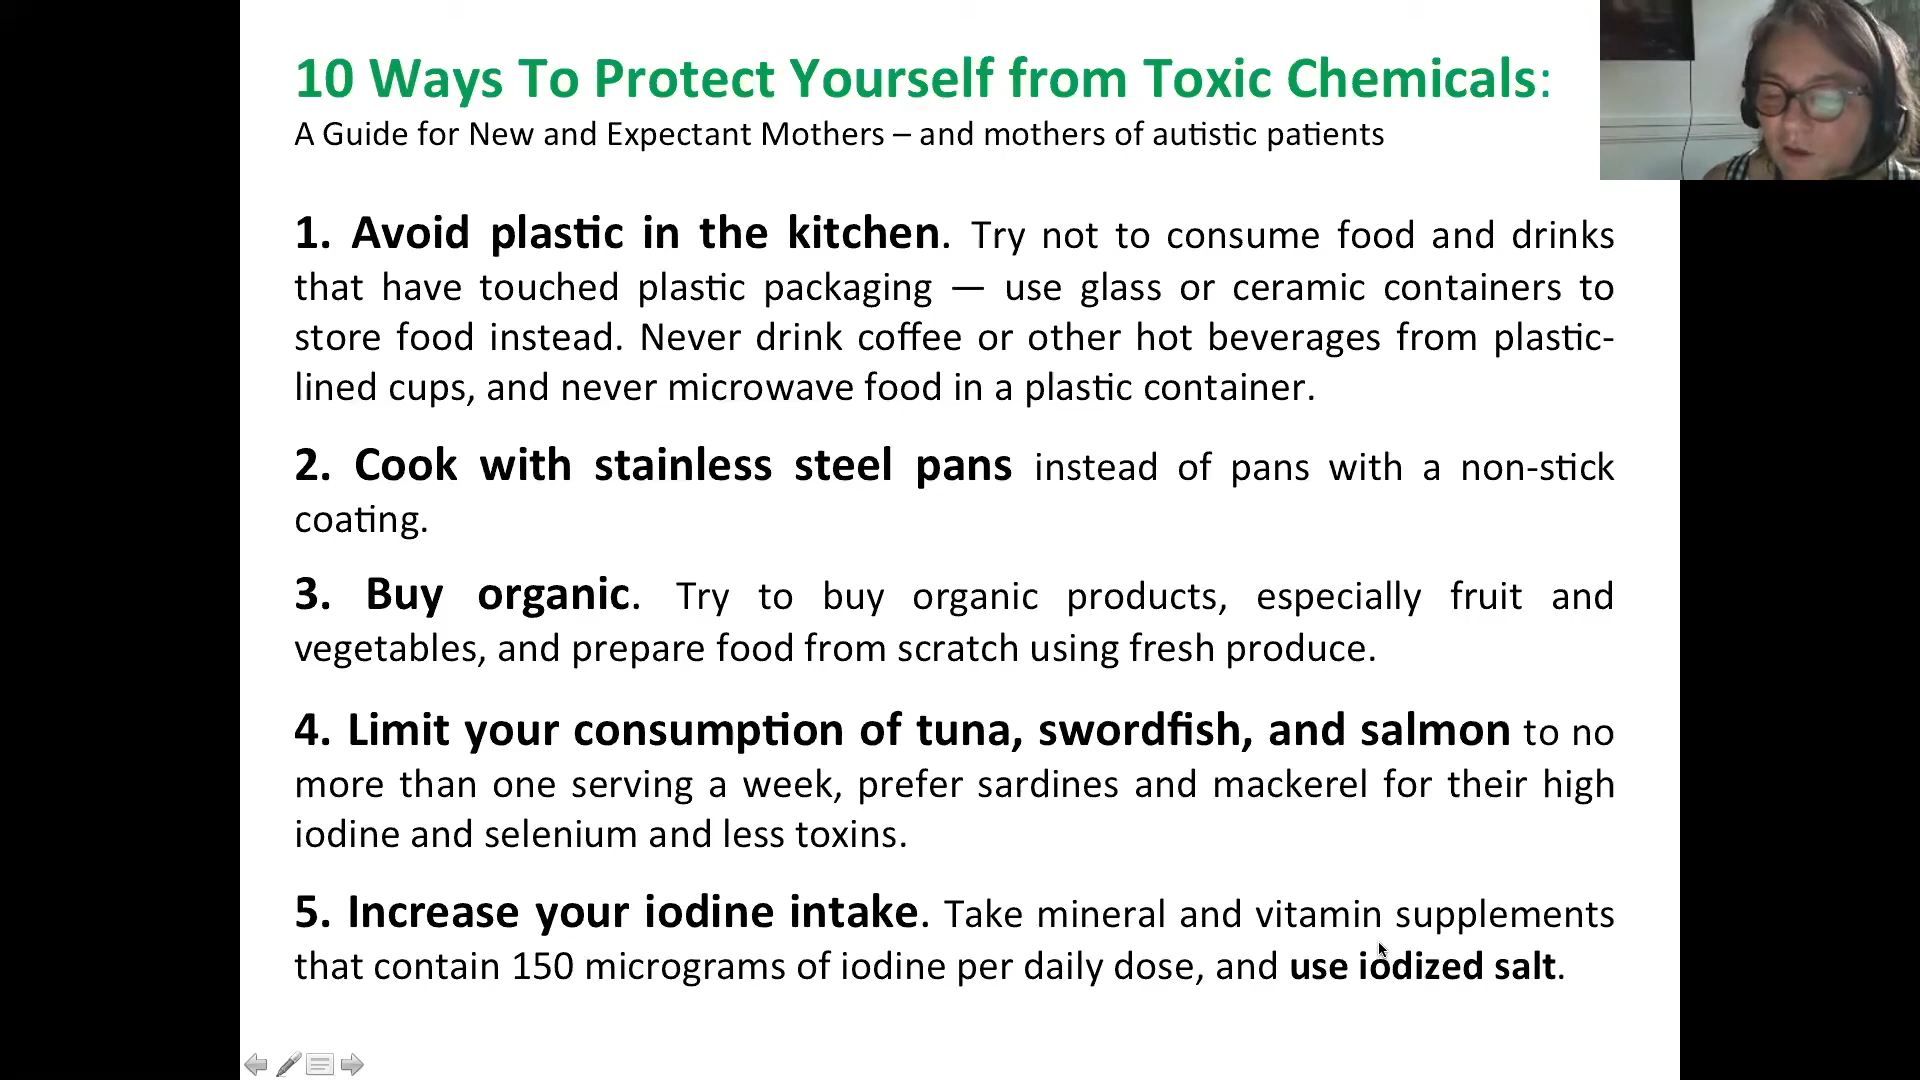 10 Ways To Protect Yourself from Toxic Chemicals:
A Guide for New and Expectant Mothers – and mothers of autistic patients
1. Avoid plastic in the kitchen. Try not to consume food and drinks
that have touched plastic packaging — use glass or ceramic containers to
store food instead. Never drink coffee or other hot beverages from plastic-
lined cups, and never microwave food in a plastic container.
2. Cook with stainless steel pans instead of pans with a non-stick
coating.
3. Buy organic. Try to buy organic products, especially fruit and
vegetables, and prepare food from scratch using fresh produce.
4. Limit your consumption of tuna, swordfish, and salmon to no
more than one serving a week, prefer sardines and mackerel for their high
iodine and selenium and less toxins.
5. Increase your iodine intake. Take mineral and vitamin supplements
that contain 150 micrograms of iodine per daily dose, and use iodized salt.